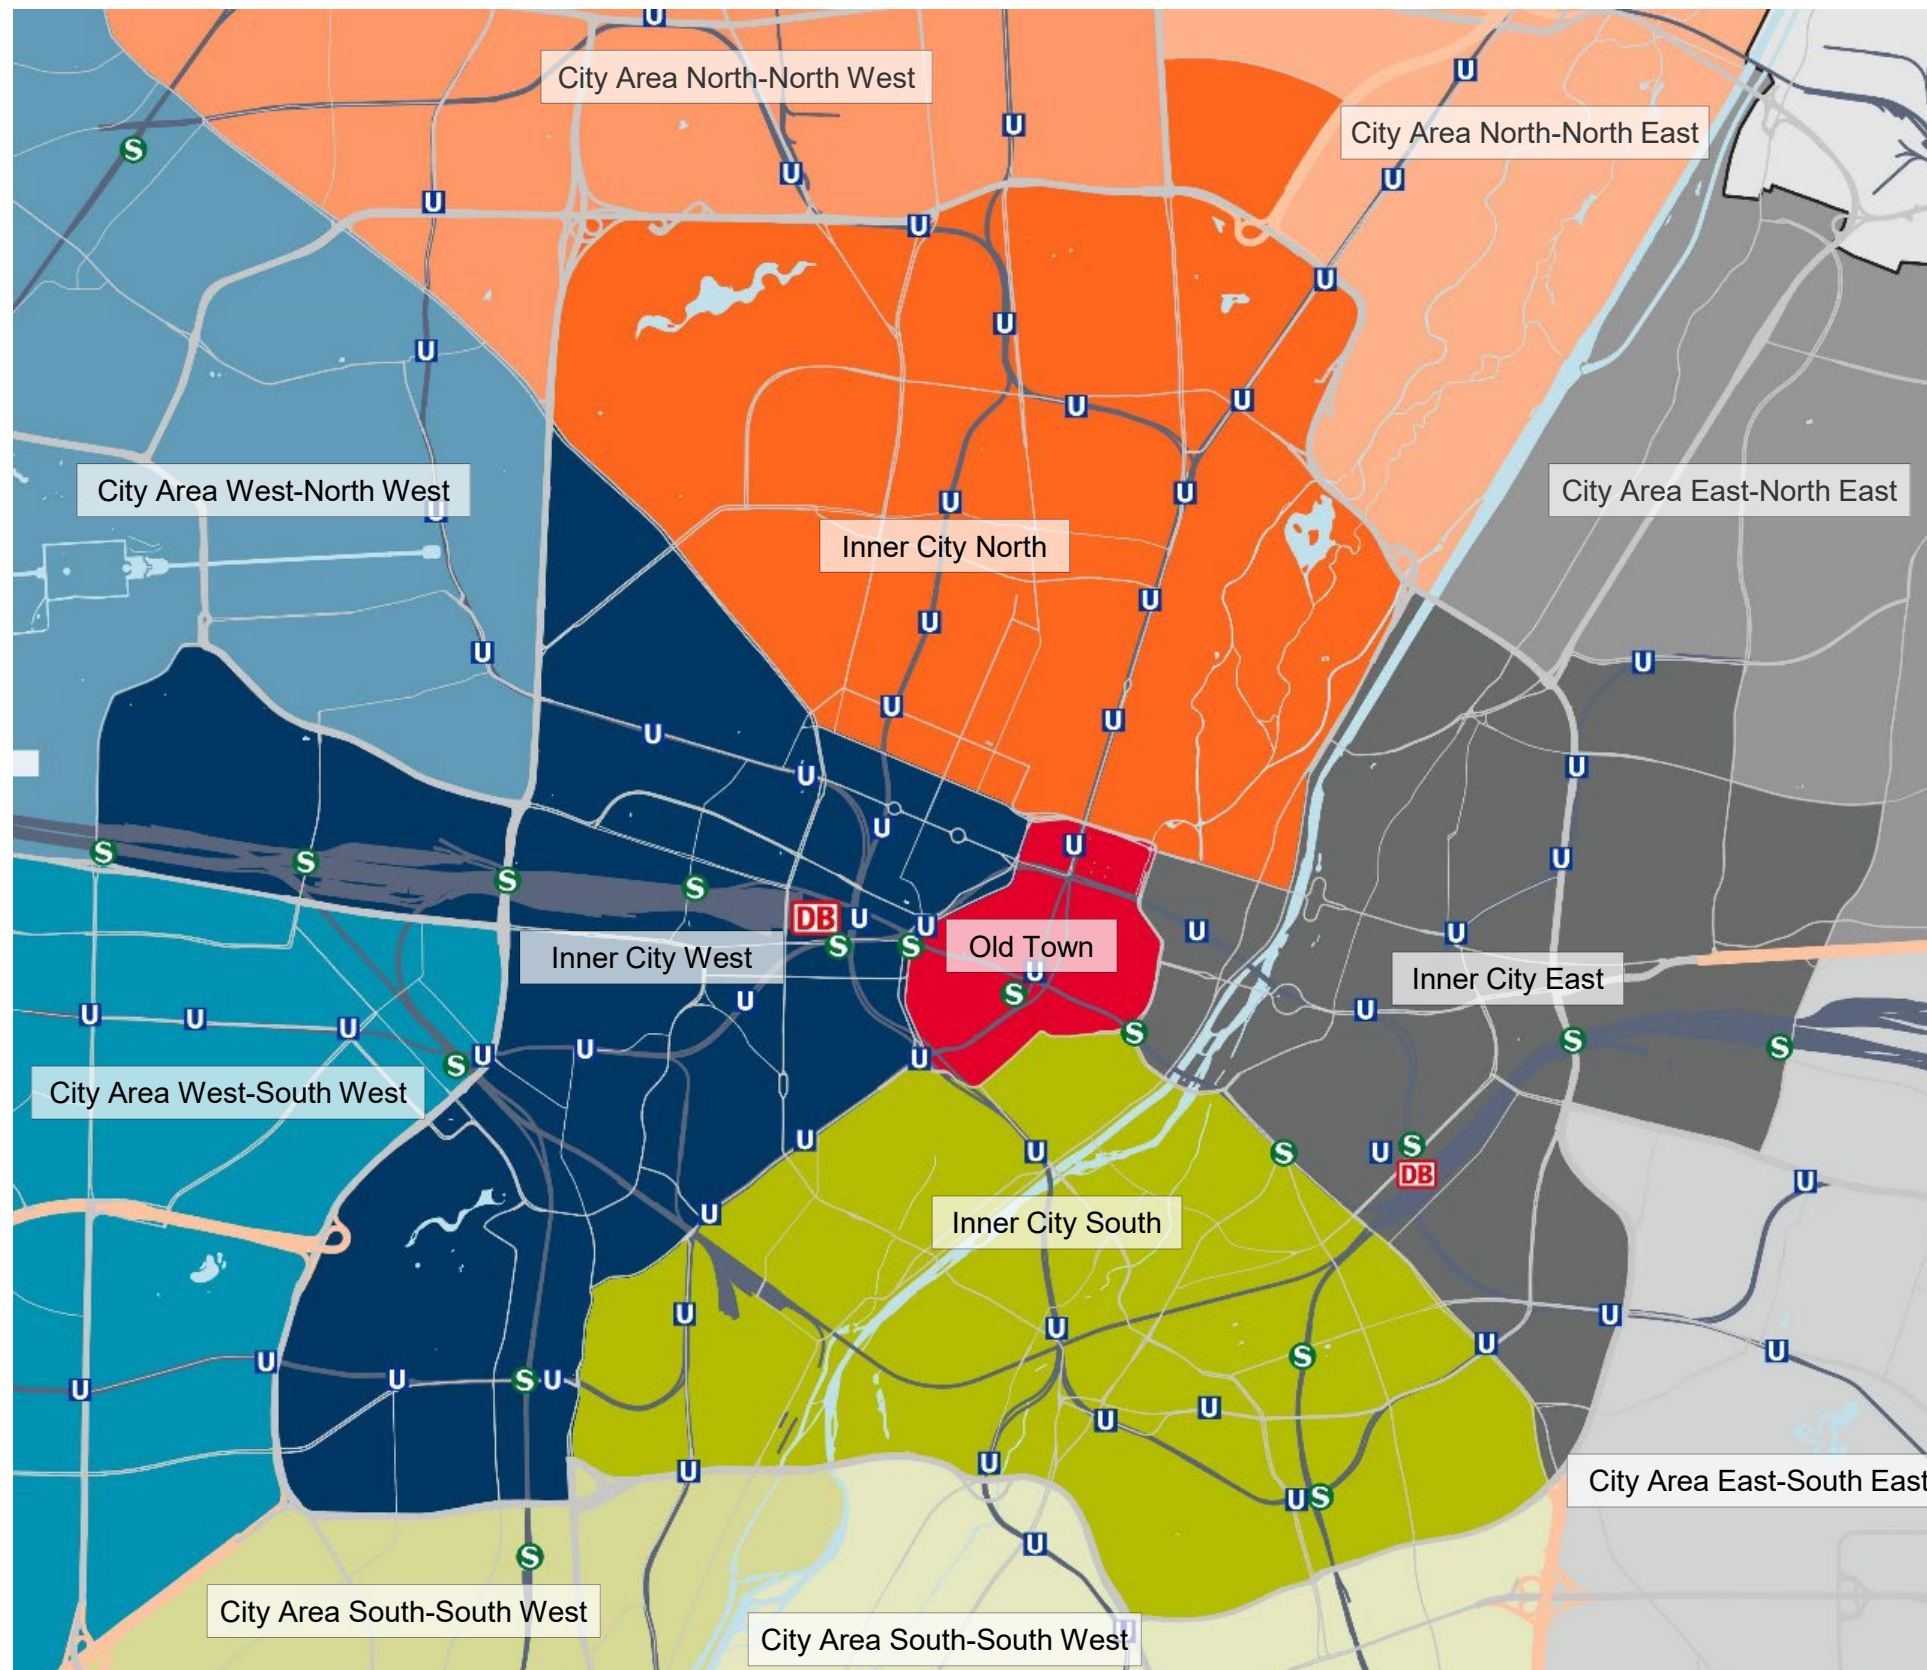 U
City Area North-North West
U
U
City Area North-North East
S
U
U
U
U
U
U
U
U
U
City Area West-North West
U
City Area East-North East
U
U
Inner City North
U
U
U
U
U
U
U
U
U
U
U
U
S
S
S
S
DB
U
S
U
S
Old Town
U
S
U
U
Inner City West
Inner City East
U
U
U
U
U
S
U
U
U
S
S
S
U
City Area West-South West
U
U
S
U
S
DB
U
U
Inner City South
U
U
U
U
U
S
U
U
U
S
U
U
U
U
U
U
City Area East-South East
U
S
U
S
City Area South-South West
City Area South-South West
U